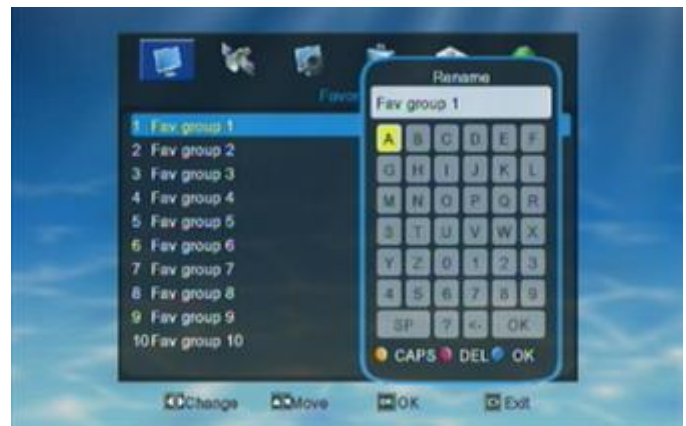 Rename
Favor
Fav group 1
1 Fav group 1
2 Fav group 2
3 Fav group 3
4 Fav group 4
5 Fav group 5
6 Fav group 6
7 Fav group 7
8 Fav group 8
9 Fav group 9
10 Fav group 10
A B C D E F
G H I J K L
M N O P Q R
S T U V W X
Y Z 0 1 2 3
4 5 6 7 8 9
SP ? <- OK
CAPS DEL OK
Change Move OK Exit